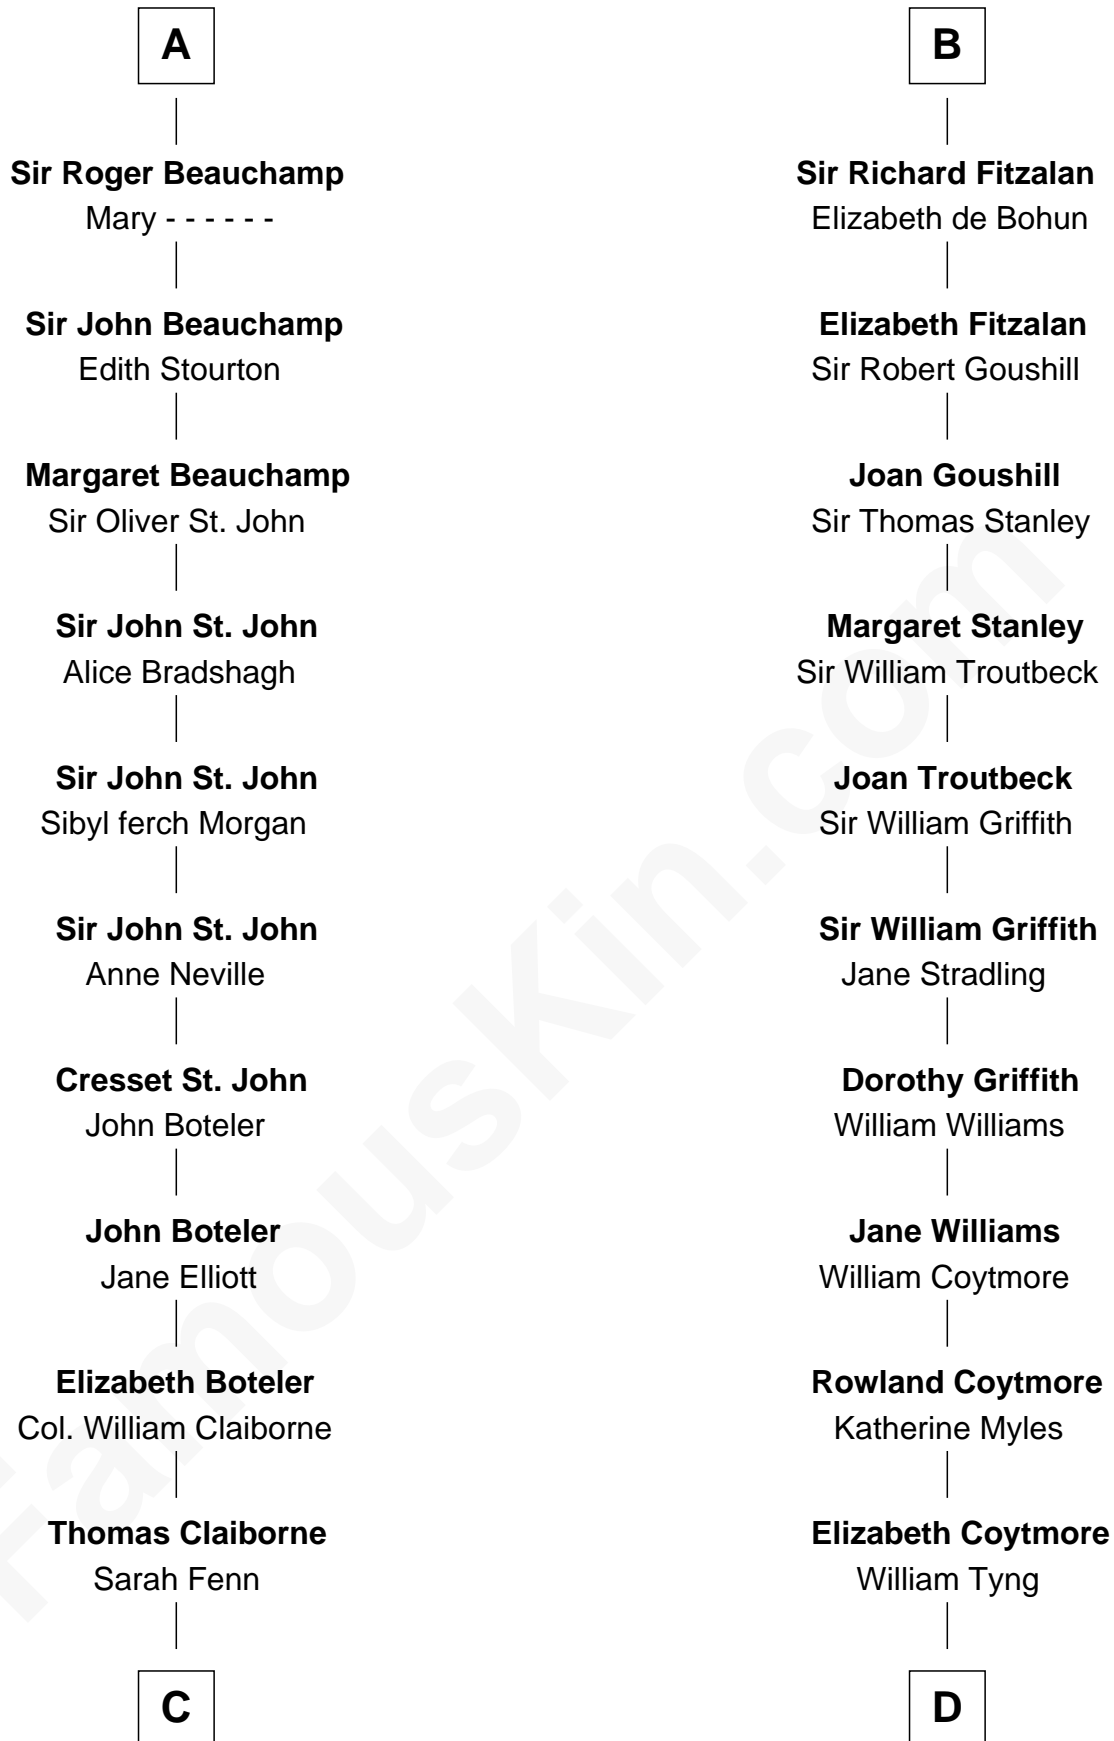 A
Sir Roger Beauchamp
Mary - - - - - -
Sir John Beauchamp
Edith Stourton
Margaret Beauchamp
Sir Oliver St. John
Sir John St. John
Alice Bradshagh
Sir John St. John
Sibyl ferch Morgan
Sir John St. John
Anne Neville
Cresset St. John
John Boteler
John Boteler
Jane Elliott
Elizabeth Boteler
Col. William Claiborne
Thomas Claiborne
Sarah Fenn
C
B
Sir Richard Fitzalan
Elizabeth de Bohun
Elizabeth Fitzalan
Sir Robert Goushill
Joan Goushill
Sir Thomas Stanley
Margaret Stanley
Sir William Troutbeck
Joan Troutbeck
Sir William Griffith
Sir William Griffith
Jane Stradling
Dorothy Griffith
William Williams
Jane Williams
William Coytmore
Rowland Coytmore
Katherine Myles
Elizabeth Coytmore
William Tyng
D
FamousKin.com